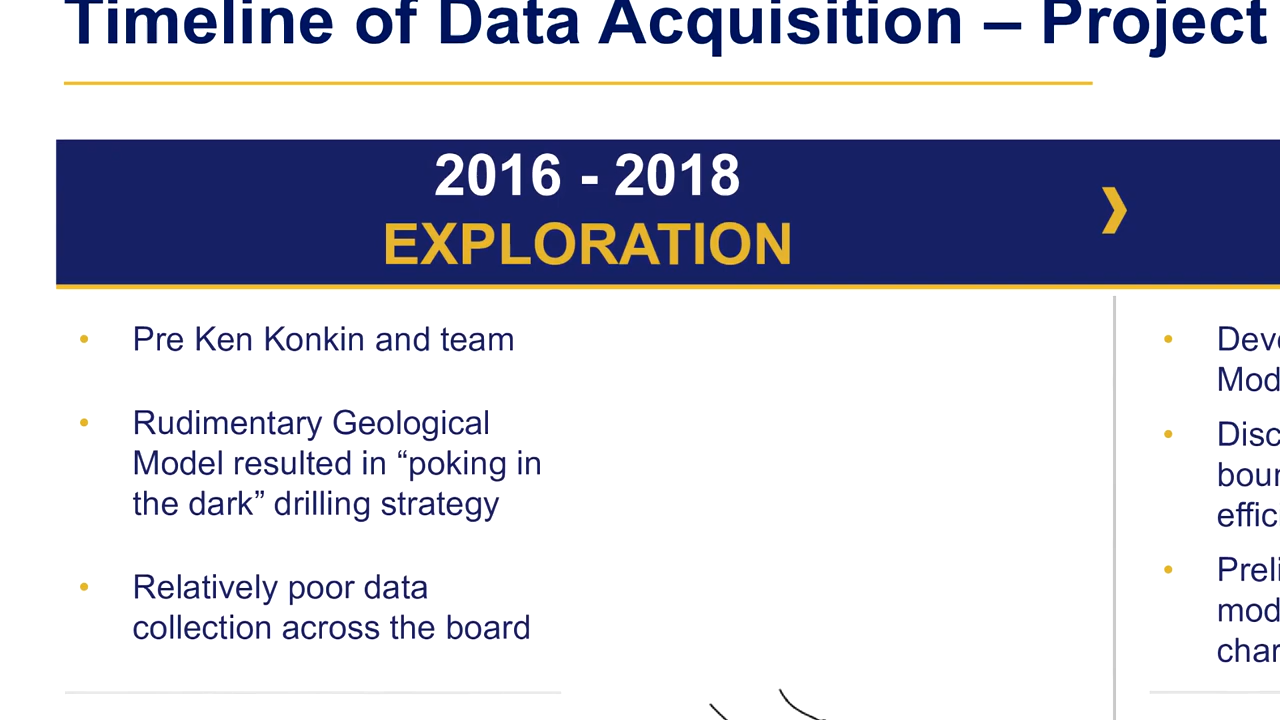 Timeline of Data Acquisition – Project
2016 - 2018
EXPLORATION
❯
• Pre Ken Konkin and team
• Rudimentary Geological
Model resulted in “poking in
the dark” drilling strategy
• Relatively poor data
collection across the board